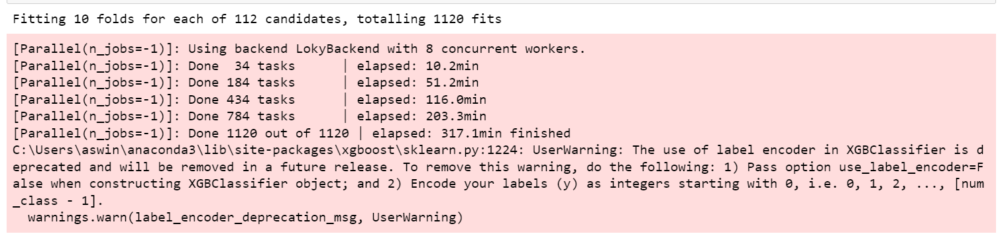 Fitting 10 folds for each of 112 candidates, totalling 1120 fits
[Parallel(n_jobs=-1)]: Using backend LokyBackend with 8 concurrent workers.
[Parallel(n_jobs=-1)]: Done  34 tasks      | elapsed: 10.2min
[Parallel(n_jobs=-1)]: Done 184 tasks      | elapsed: 51.2min
[Parallel(n_jobs=-1)]: Done 434 tasks      | elapsed: 116.0min
[Parallel(n_jobs=-1)]: Done 784 tasks      | elapsed: 203.3min
[Parallel(n_jobs=-1)]: Done 1120 out of 1120 | elapsed: 317.1min finished
C:\Users\aswin\anaconda3\lib\site-packages\xgboost\sklearn.py:1224: UserWarning: The use of label encoder in XGBClassifier is d
eprecated and will be removed in a future release. To remove this warning, do the following: 1) Pass option use_label_encoder=F
alse when constructing XGBClassifier object; and 2) Encode your labels (y) as integers starting with 0, i.e. 0, 1, 2, ..., [num
_class - 1].
  warnings.warn(label_encoder_deprecation_msg, UserWarning)